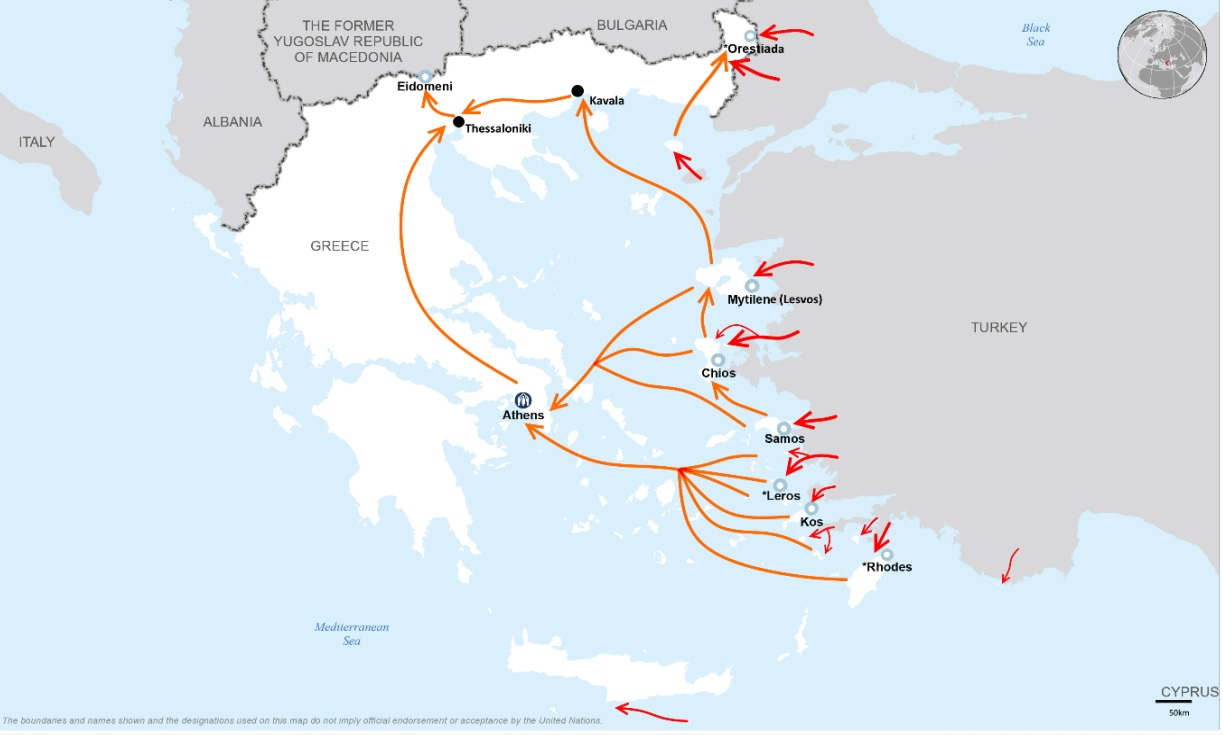 THE FORMER
YUGOSLAV REPUBLIC
OF MACEDONIA
BULGARIA
Black
Sea
*Orestiada
Eidomeni
Kavala
ALBANIA
Thessaloniki
ITALY
GREECE
Mytilene (Lesvos)
TURKEY
Chios
Athens
Samos
*Leros
Kos
*Rhodes
Mediterranean
Sea
CYPRUS
50km
The boundaries and names shown and the designations used on this map do not imply official endorsement or acceptance by the United Nations.